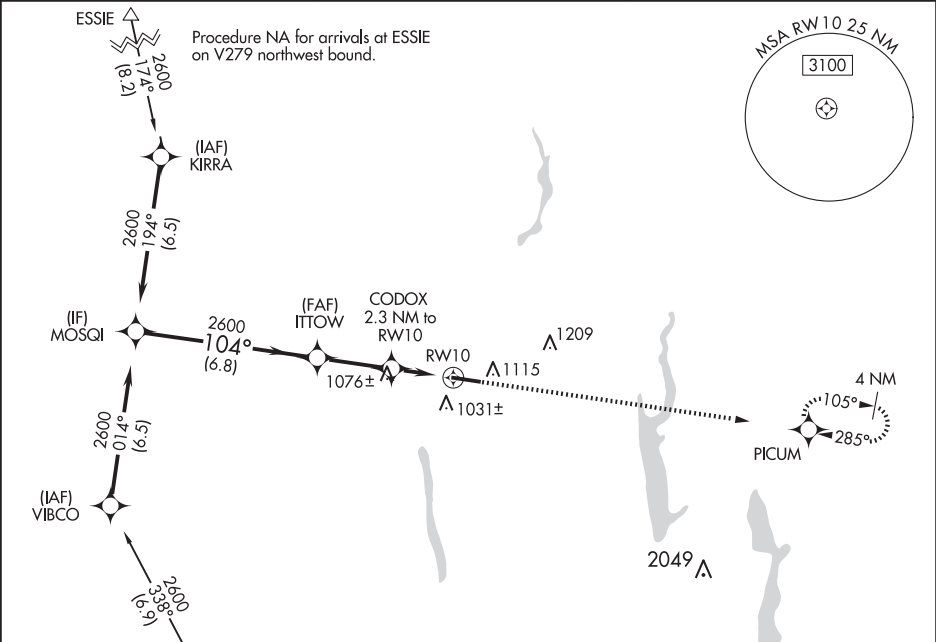 ESSIE
Procedure NA for arrivals at ESSIE
on V279 northwest bound.
MSA RW10 25 NM
3100
2600
174°
(8.2)
(IAF)
KIRRA
2600
194°
(6.5)
(IF)
MOSQI
2600
104°
(6.8)
(FAF)
ITTOW
CODOX
2.3 NM to
RW10
RW10
1076±
1115
1209
1031±
4 NM
105°
285°
PICUM
2600
014°
(6.5)
(IAF)
VIBCO
2049
2600
338°
(6.9)